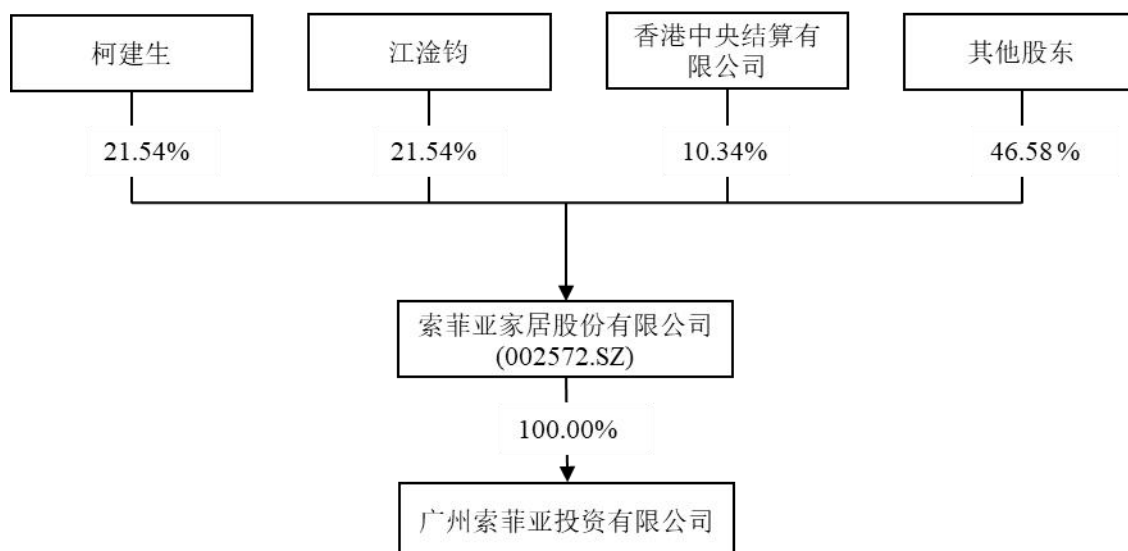 柯建生
江淦钧
香港中央结算有
限公司
其他股东
21.54%
21.54%
10.34%
46.58%
索菲亚家居股份有限公司
(002572.SZ)
100.00%
广州索菲亚投资有限公司